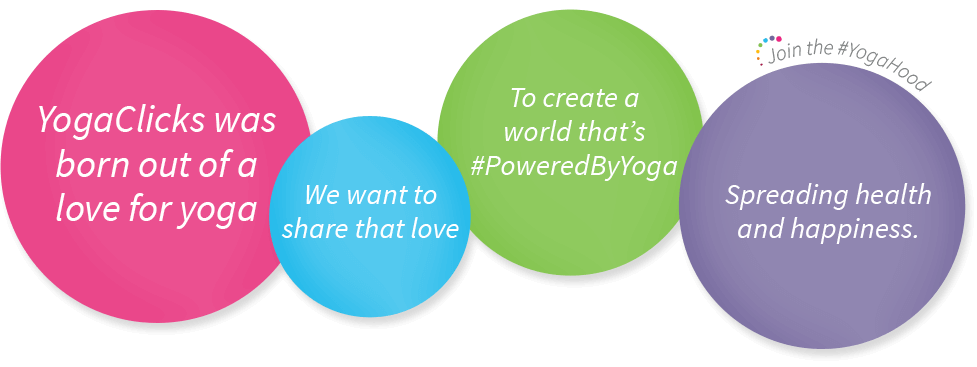 YogaClicks was
born out of a
love for yoga
We want to
share that love
To create a
world that’s
#PoweredByYoga
Join the #YogaHood
Spreading health
and happiness.